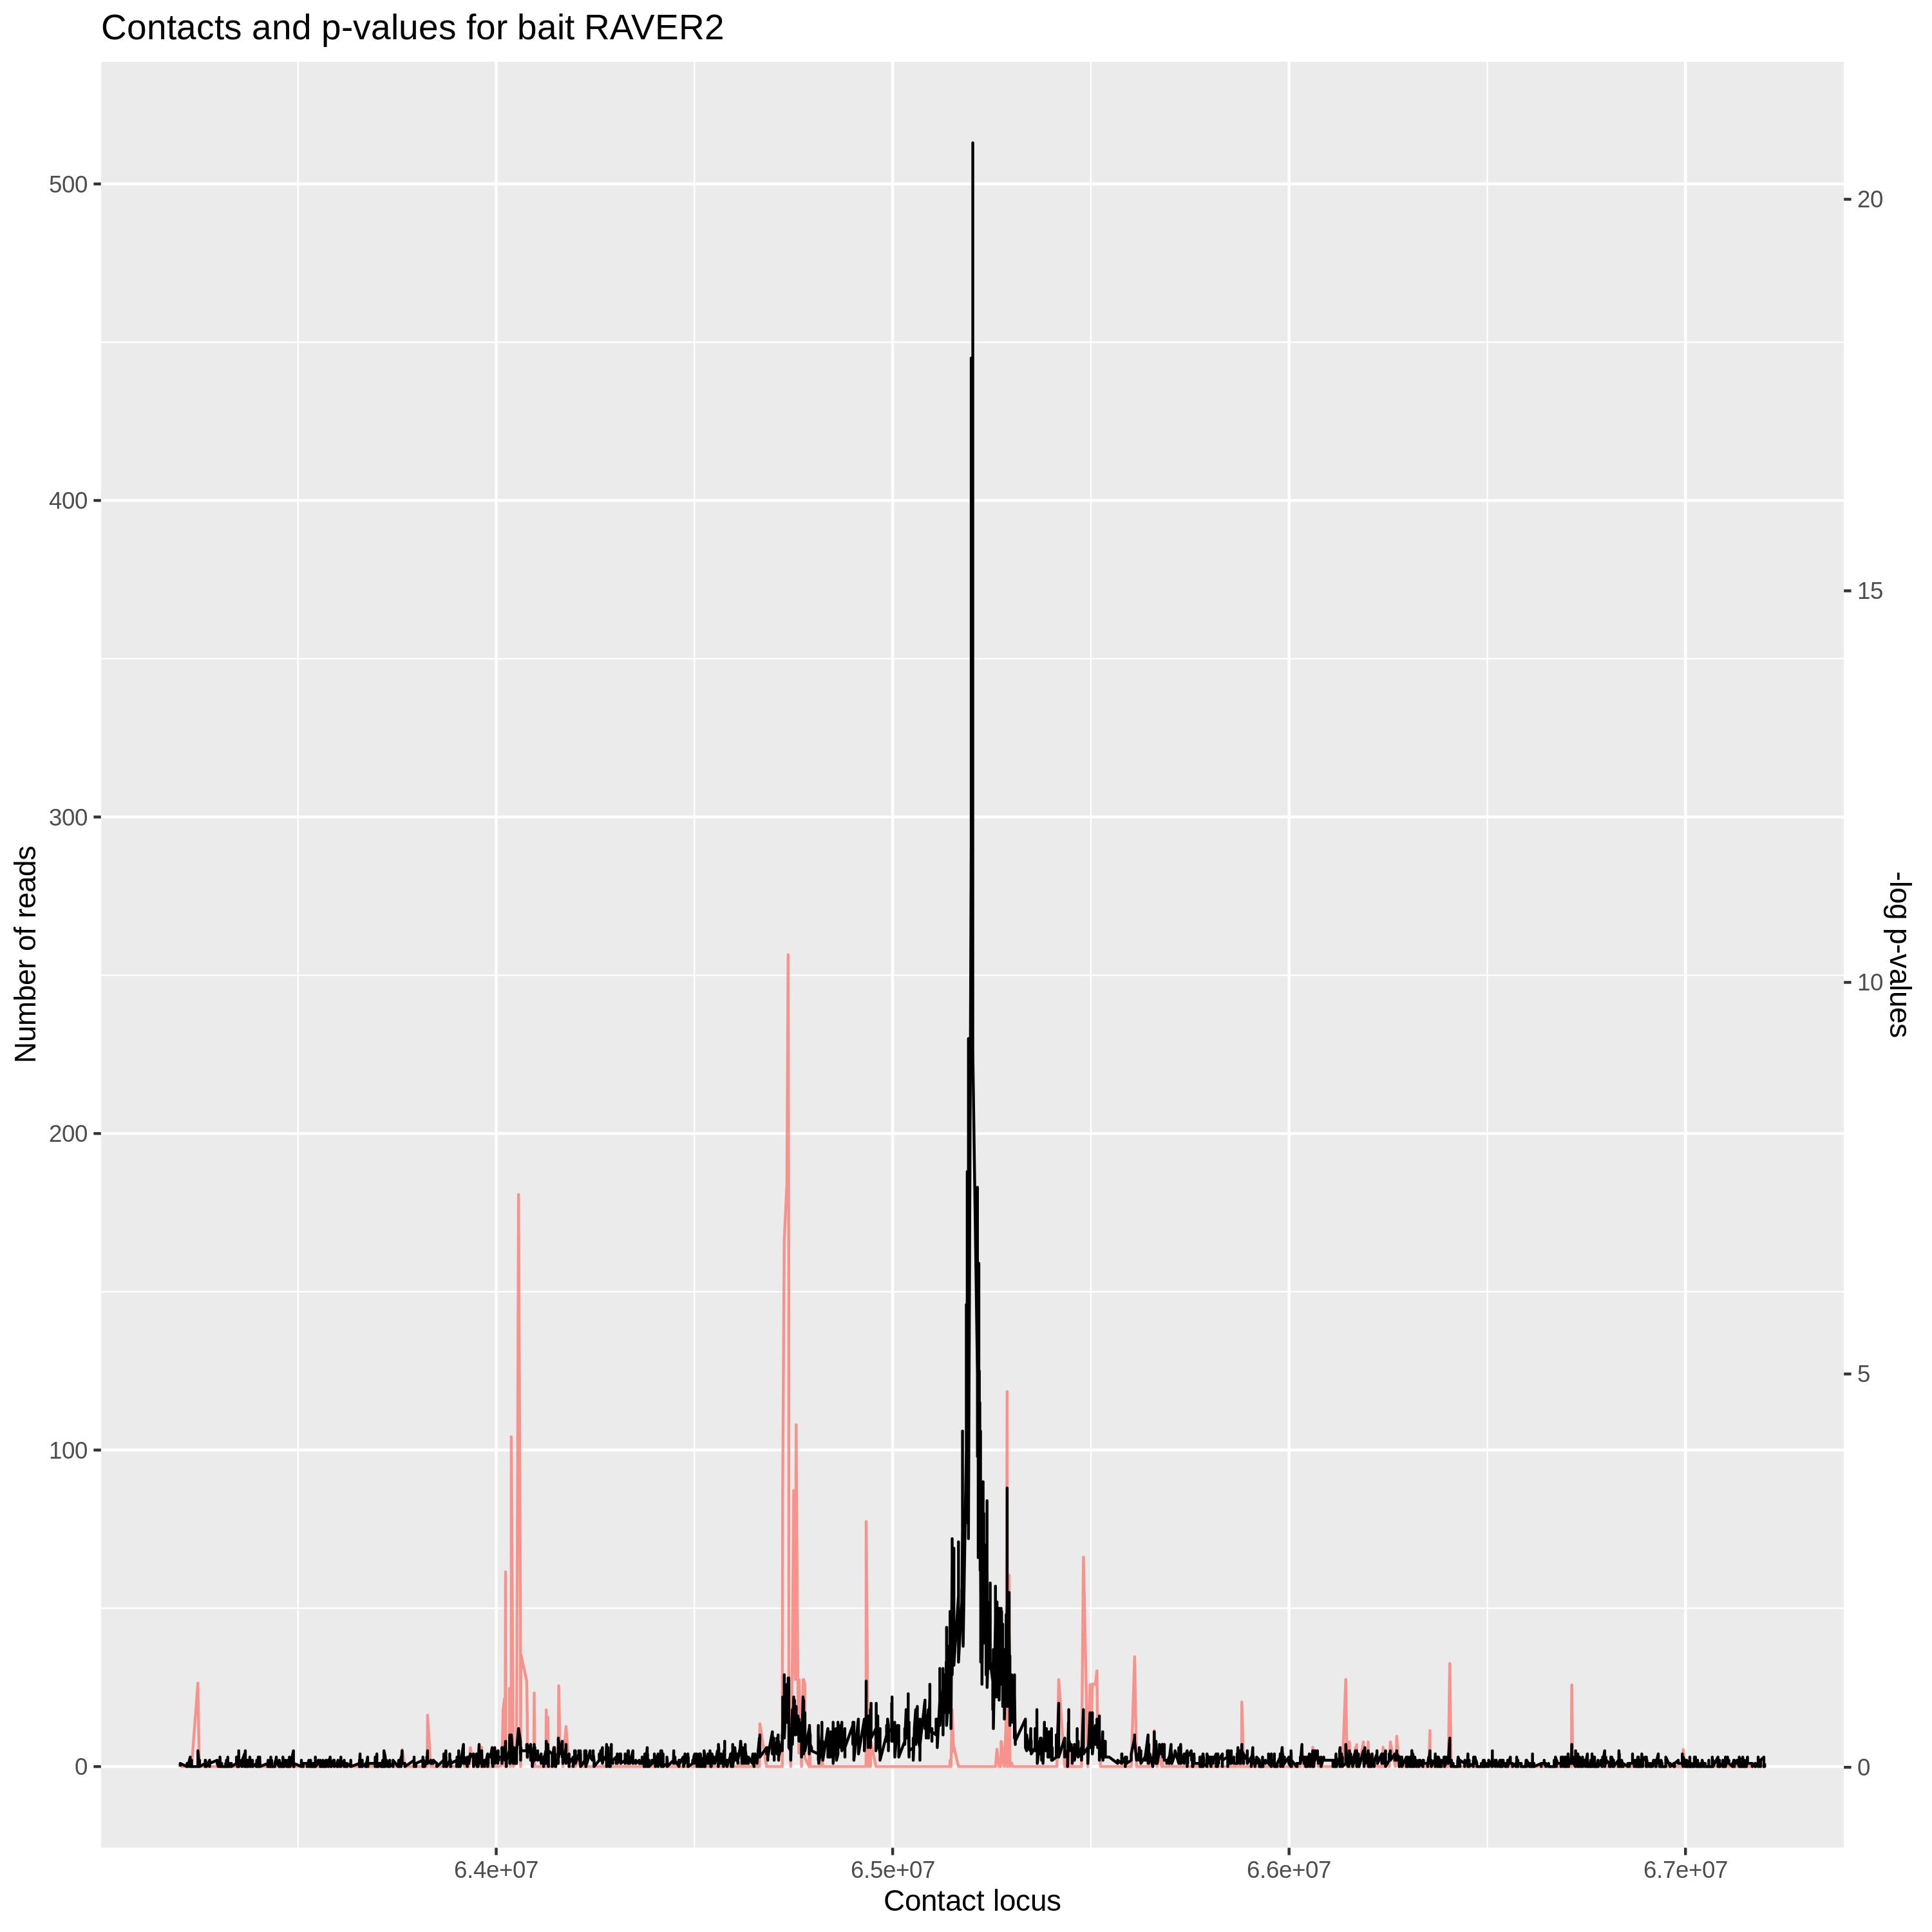 Contacts and p-values for bait RAVER2
500
400
300
200
100
0
Number of reads
20
15
10
5
0
-log p-values
6.4e+07
6.5e+07
6.6e+07
6.7e+07
Contact locus